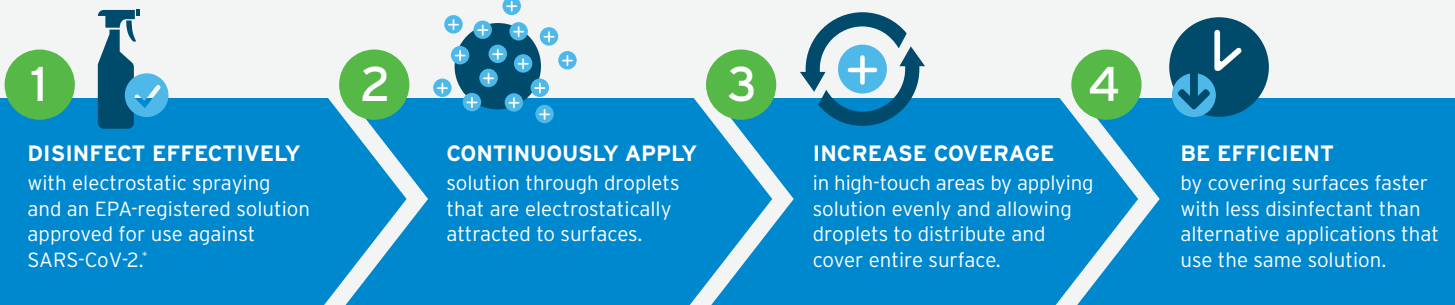 1
DISINFECT EFFECTIVELY
with electrostatic spraying
and an EPA-registered solution
approved for use against
SARS-CoV-2.*
2
CONTINUOUSLY APPLY
solution through droplets
that are electrostatically
attracted to surfaces.
3
INCREASE COVERAGE
in high-touch areas by applying
solution evenly and allowing
droplets to distribute and
cover entire surface.
4
BE EFFICIENT
by covering surfaces faster
with less disinfectant than
alternative applications that
use the same solution.